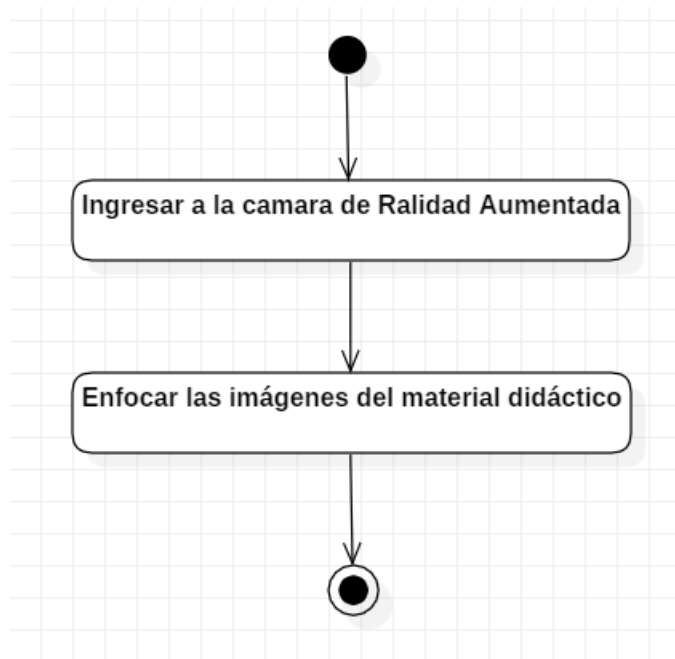 Ingresar a la camara de Ralidad Aumentada
Enfocar las imágenes del material didáctico